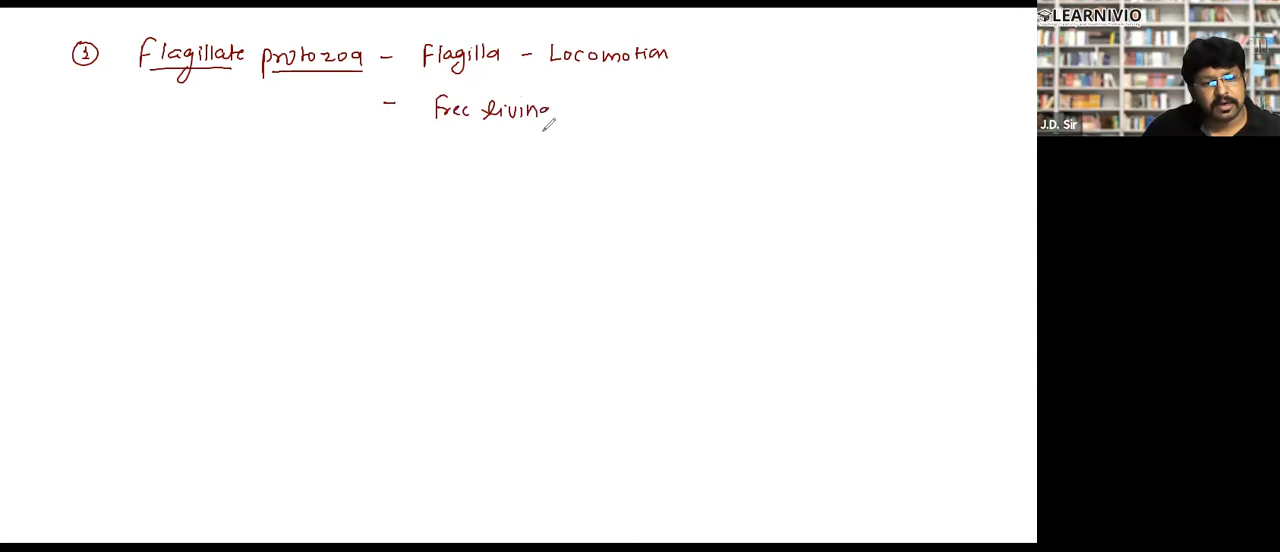 ① Flagillate protozoa - Flagilla - Locomotion
- Free living
LEARNIVIO
J.D. Sir